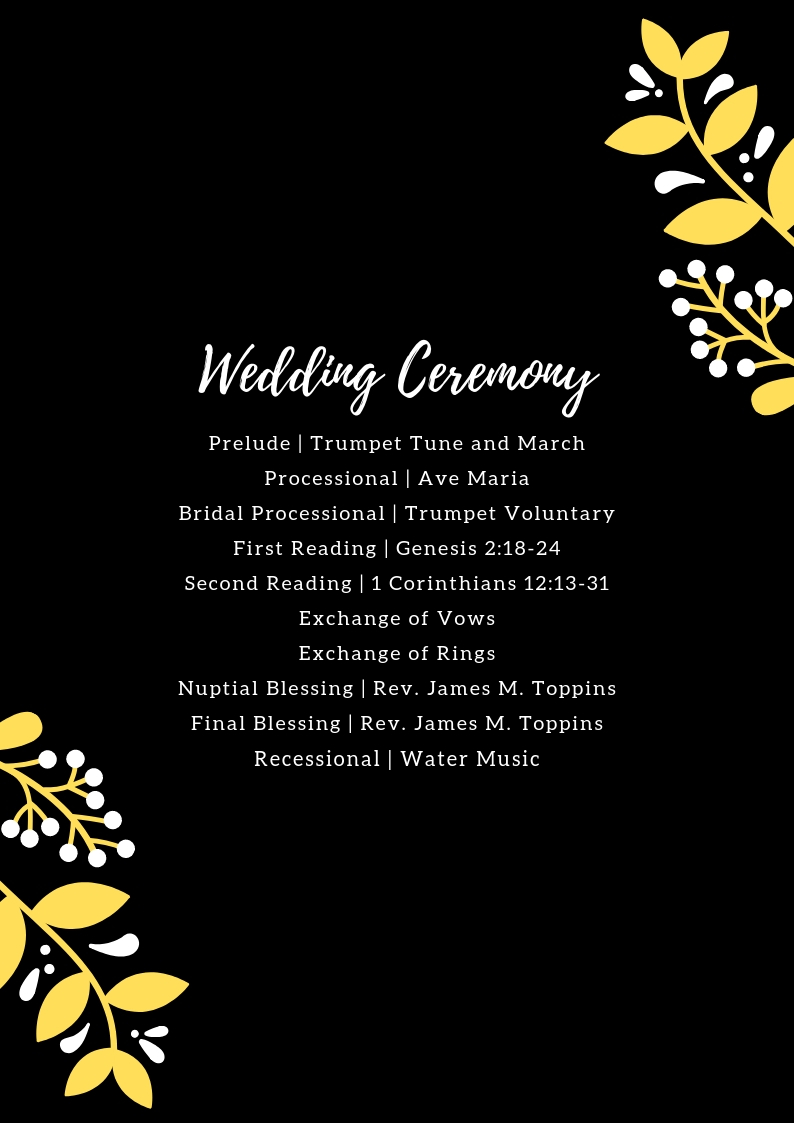 Wedding Ceremony
Prelude | Trumpet Tune and March
Processional | Ave Maria
Bridal Processional | Trumpet Voluntary
First Reading | Genesis 2:18-24
Second Reading | 1 Corinthians 12:13-31
Exchange of Vows
Exchange of Rings
Nuptial Blessing | Rev. James M. Toppins
Final Blessing | Rev. James M. Toppins
Recessional | Water Music